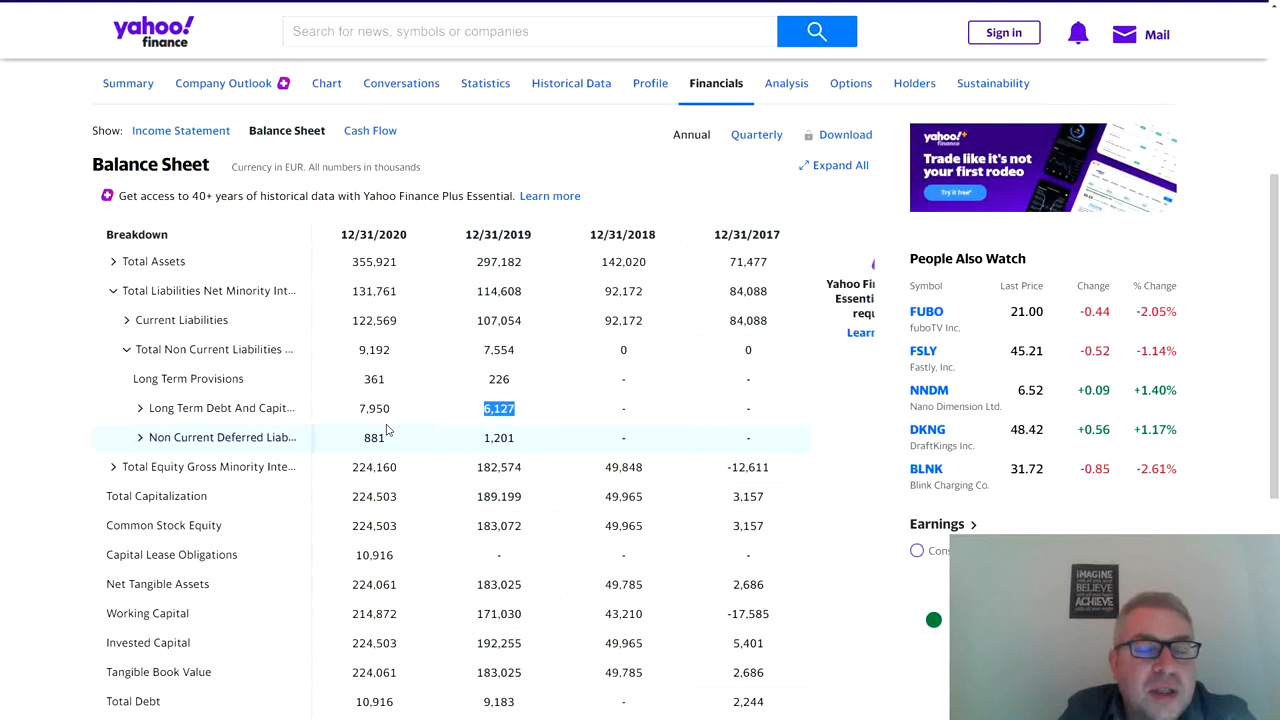 yahoo!
finance
Search for news, symbols or companies
Sign in
Mail
Summary Company Outlook Chart Conversations Statistics Historical Data Profile Financials Analysis Options Holders Sustainability
Show: Income Statement Balance Sheet Cash Flow Annual Quarterly Download
Balance Sheet Currency in EUR. All numbers in thousands Expand All
Get access to 40+ years of historical data with Yahoo Finance Plus Essential. Learn more
Breakdown 12/31/2020 12/31/2019 12/31/2018 12/31/2017
Total Assets 355,921 297,182 142,020 71,477
Total Liabilities Net Minority Int... 131,761 114,608 92,172 84,088
Current Liabilities 122,569 107,054 92,172 84,088
Total Non Current Liabilities ... 9,192 7,554 0 0
Long Term Provisions 361 226 - -
Long Term Debt And Capit... 7,950 6,127 - -
Non Current Deferred Liab... 881 1,201 - -
Total Equity Gross Minority Inte... 224,160 182,574 49,848 -12,611
Total Capitalization 224,503 189,199 49,965 3,157
Common Stock Equity 224,503 183,072 49,965 3,157
Capital Lease Obligations 10,916 - - -
Net Tangible Assets 224,061 183,025 49,785 2,686
Working Capital 214,822 171,030 43,210 -17,585
Invested Capital 224,503 192,255 49,965 5,401
Tangible Book Value 224,061 183,025 49,785 2,686
Total Debt 10,916 9,183 - 2,244
Yahoo Fi
Essenti
requ
Learn
yahoo!
finance
Trade like it's not
your first rodeo
Try it free*
People Also Watch
Symbol Last Price Change % Change
FUBO 21.00 -0.44 -2.05%
fuboTV Inc.
FSLY 45.21 -0.52 -1.14%
Fastly, Inc.
NNDM 6.52 +0.09 +1.40%
Nano Dimension Ltd.
DKNG 48.42 +0.56 +1.17%
DraftKings Inc.
BLNK 31.72 -0.85 -2.61%
Blink Charging Co.
Earnings
Cons
IMAGINE
BELIEVE
ACHIEVE